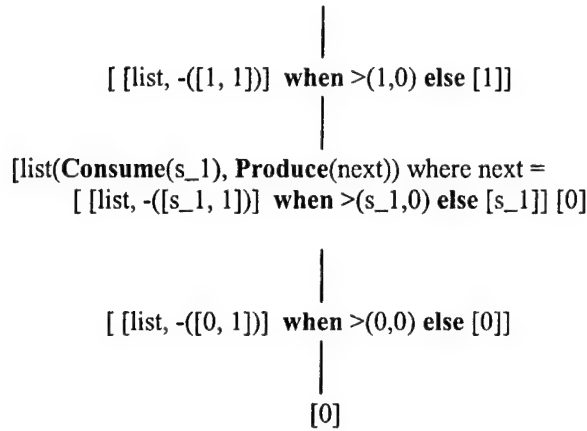 [ [list, -([1, 1])] when >(1,0) else [1]]
[list(Consume(s_1), Produce(next)) where next =
[ [list, -([s_1, 1])] when >(s_1,0) else [s_1]] [0]
[ [list, -([0, 1])] when >(0,0) else [0]]
[0]